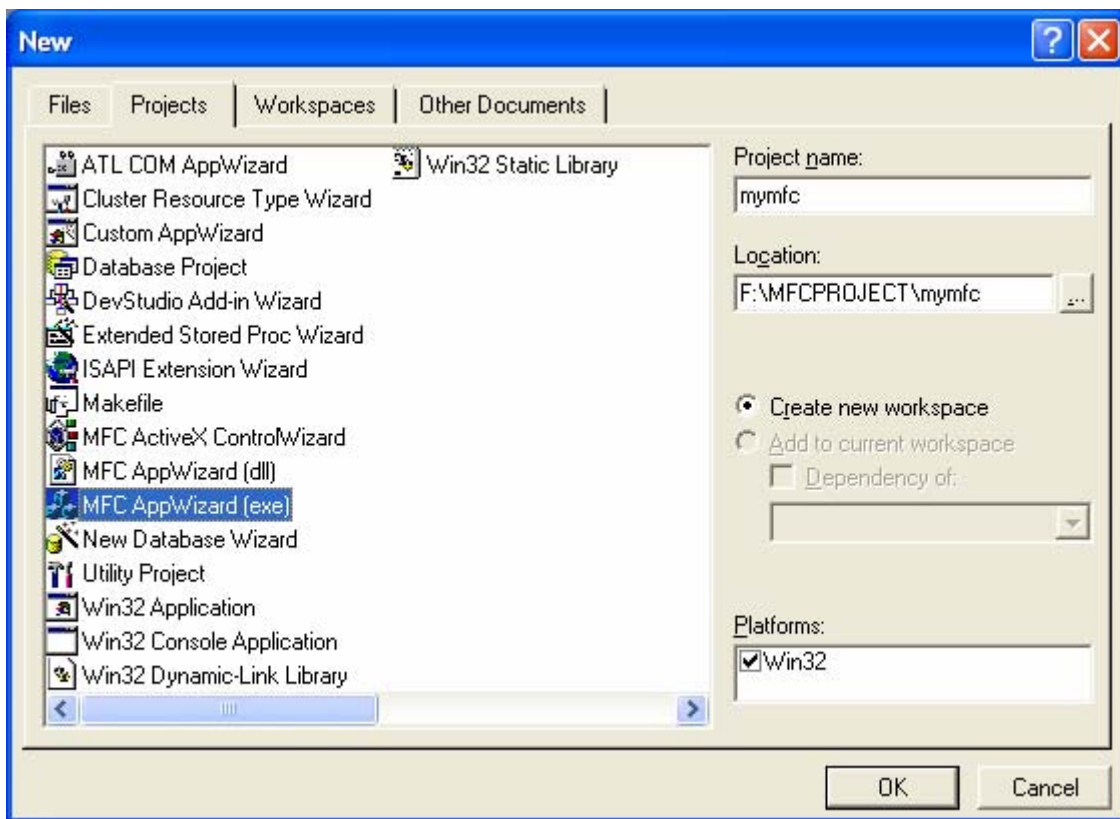 New
Files Projects Workspaces Other Documents
ATL COM AppWizard
Cluster Resource Type Wizard
Custom AppWizard
Database Project
DevStudio Add-in Wizard
Extended Stored Proc Wizard
ISAPI Extension Wizard
Makefile
MFC ActiveX ControlWizard
MFC AppWizard (dll)
MFC AppWizard (exe)
New Database Wizard
Utility Project
Win32 Application
Win32 Console Application
Win32 Dynamic-Link Library
Win32 Static Library
Project name:
mymfc
Location:
F:\MFCPROJECT\mymfc
...
Create new workspace
Add to current workspace
Dependency of:
Platforms:
Win32
OK Cancel